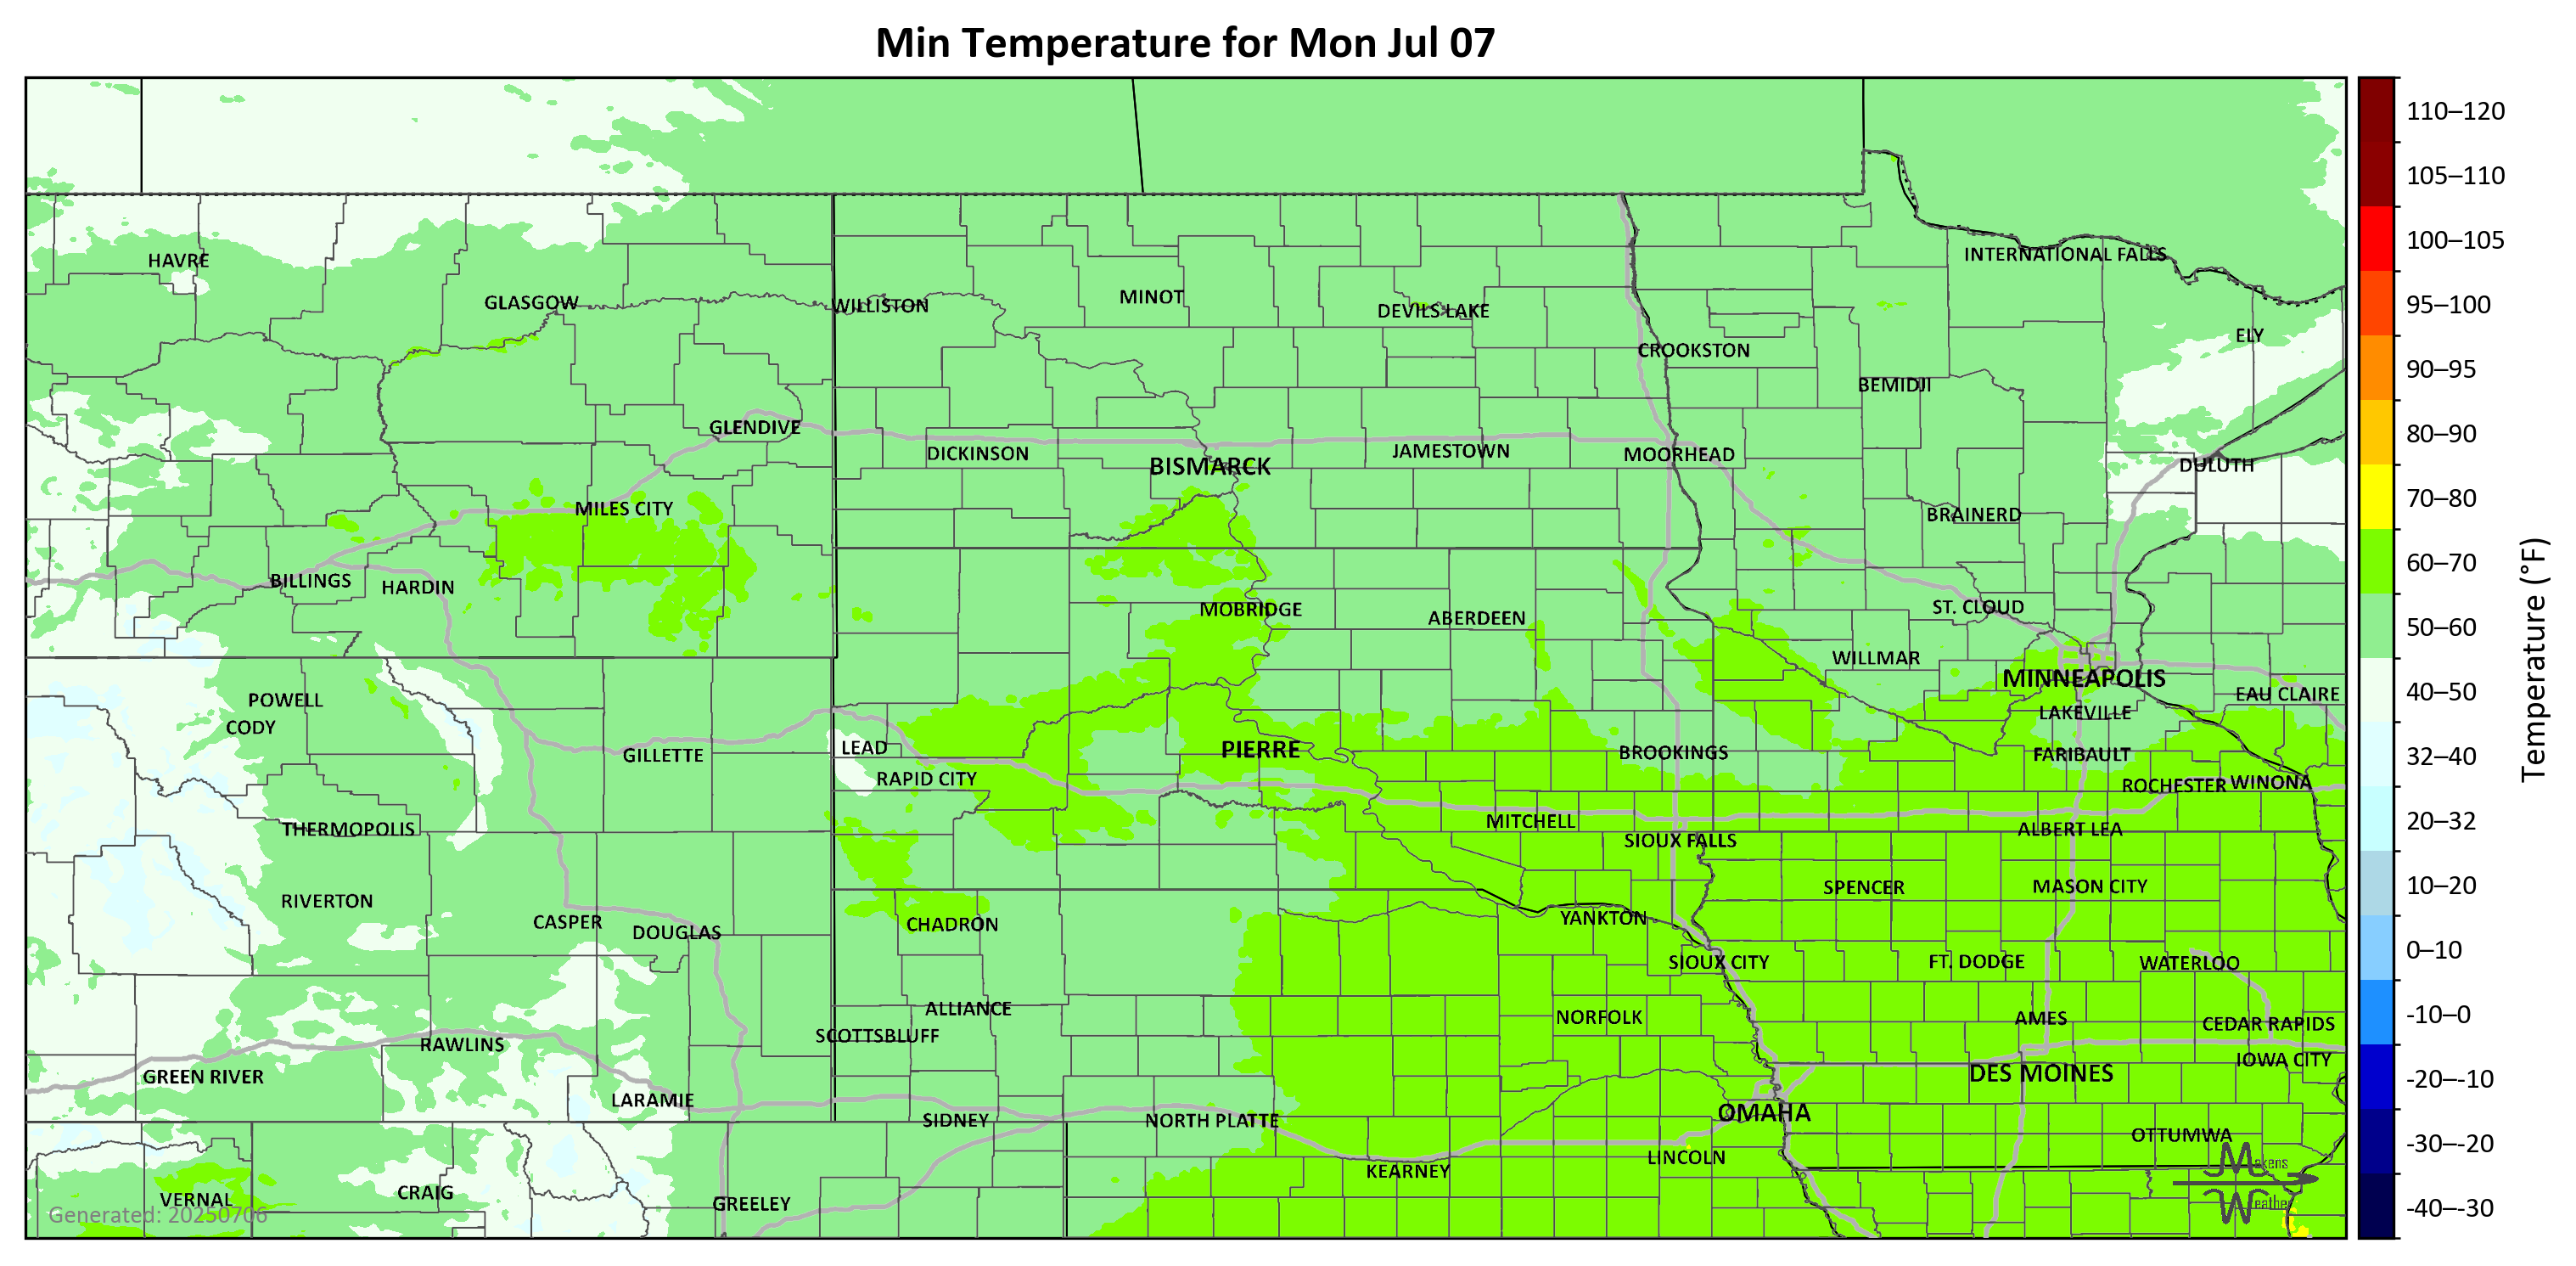 Min Temperature for Mon Jul 07
110–120
105–110
100–105
95–100
90–95
80–90
70–80
60–70
50–60
40–50
32–40
20–32
10–20
0–10
-10–0
-20–-10
-30–-20
-40–-30
Temperature (°F)
INTERNATIONAL FALLS
HAVRE
GLASGOW
WILLISTON
MINOT
DEVILS LAKE
ELY
CROOKSTON
BEMIDJI
GLENDIVE
DICKINSON
BISMARCK
JAMESTOWN
MOORHEAD
DULUTH
MILES CITY
BRAINERD
BILLINGS
HARDIN
MOBRIDGE
ABERDEEN
ST. CLOUD
WILLMAR
MINNEAPOLIS
EAU CLAIRE
POWELL
CODY
LAKEVILLE
GILLETTE
LEAD
PIERRE
BROOKINGS
FARIBAULT
RAPID CITY
ROCHESTER
WINONA
THERMOPOLIS
MITCHELL
SIOUX FALLS
ALBERT LEA
RIVERTON
SPENCER
MASON CITY
CASPER
DOUGLAS
CHADRON
YANKTON
SIOUX CITY
FT. DODGE
WATERLOO
ALLIANCE
NORFOLK
AMES
CEDAR RAPIDS
SCOTTSBLUFF
RAWLINS
IOWA CITY
GREEN RIVER
DES MOINES
LARAMIE
SIDNEY
NORTH PLATTE
OMAHA
OTTUMWA
LINCOLN
KEARNEY
VERNAL
CRAIG
GREELEY
Makens
Weather
Generated: 20250706